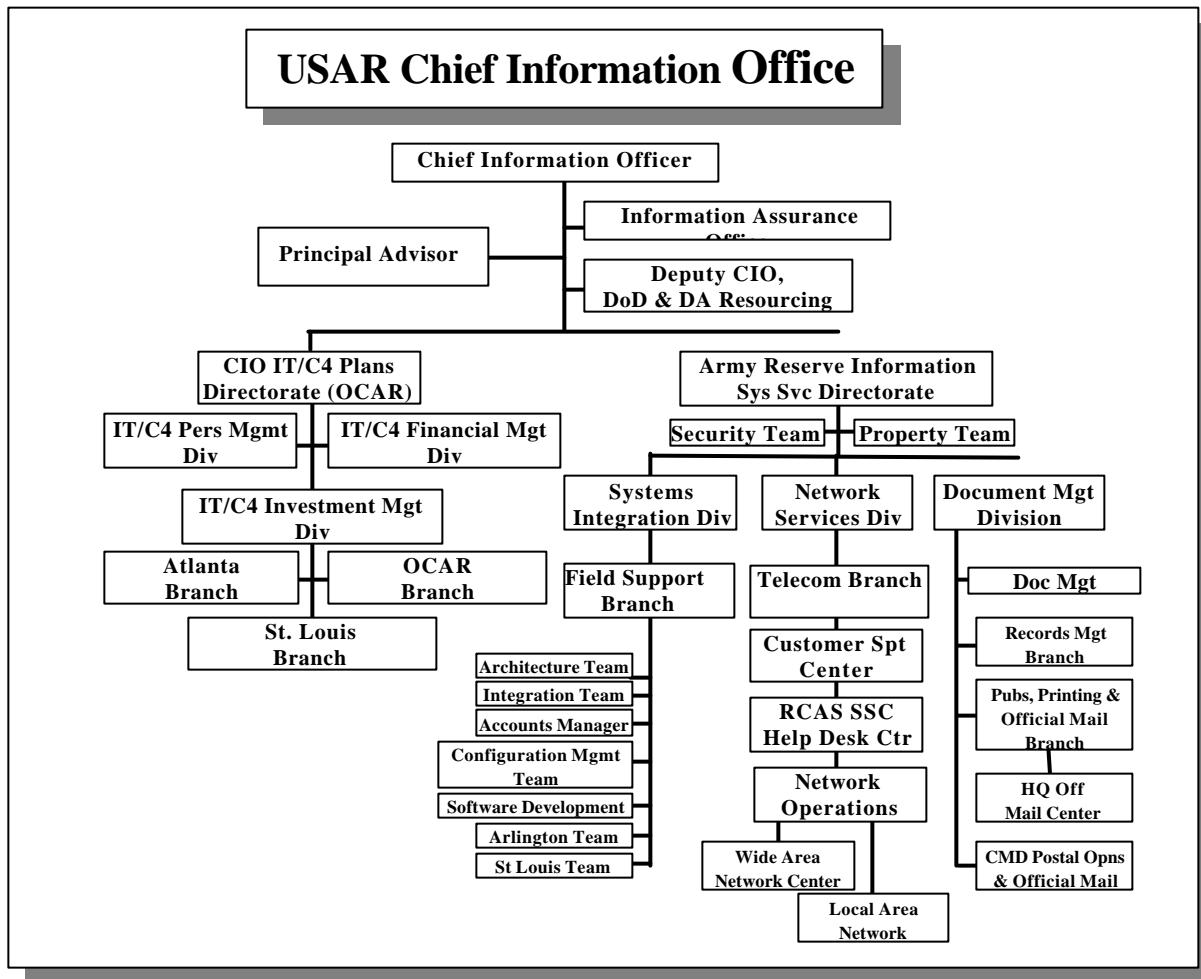 USAR Chief Information Office
Chief Information Officer
Information Assurance
Principal Advisor
Deputy CIO,
DoD & DA Resourcing
CIO IT/C4 Plans
Directorate (OCAR)
Army Reserve Information
Sys Svc Directorate
IT/C4 Pers Mgmt
Div
IT/C4 Financial Mgt
Div
Security Team
Property Team
IT/C4 Investment Mgt
Div
Systems
Integration Div
Network
Services Div
Document Mgt
Division
Atlanta
Branch
OCAR
Branch
St. Louis
Branch
Field Support
Branch
Architecture Team
Integration Team
Accounts Manager
Configuration Mgmt
Team
Software Development
Arlington Team
St Louis Team
Telecom Branch
Customer Spt
Center
RCAS SSC
Help Desk Ctr
Network
Operations
Wide Area
Network Center
Local Area
Network
Doc Mgt
Records Mgt
Branch
Pubs, Printing &
Official Mail
Branch
HQ Off
Mail Center
CMD Postal Opns
& Official Mail